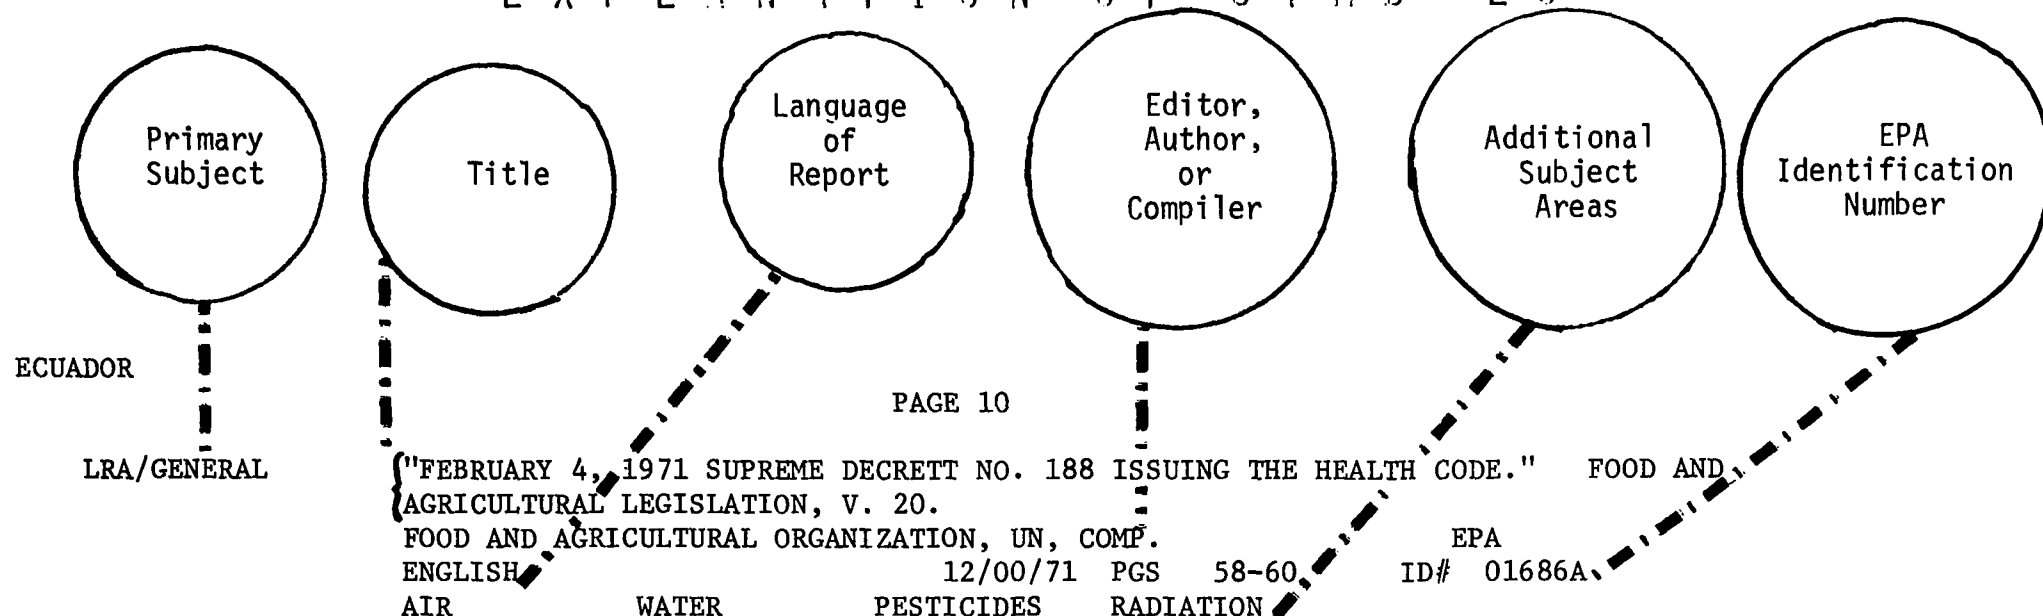 Primary
Subject
Title
Language
of
Report
Editor,
Author,
or
Compiler
Additional
Subject
Areas
EPA
Identification
Number
ECUADOR
PAGE 10
LRA/GENERAL "FEBRUARY 4, 1971 SUPREME DECRETT NO. 188 ISSUING THE HEALTH CODE." FOOD AND
AGRICULTURAL LEGISLATION, V. 20.
FOOD AND AGRICULTURAL ORGANIZATION, UN, COMP. EPA
ENGLISH 12/00/71 PGS 58-60 ID# 01686A
AIR WATER PESTICIDES RADIATION